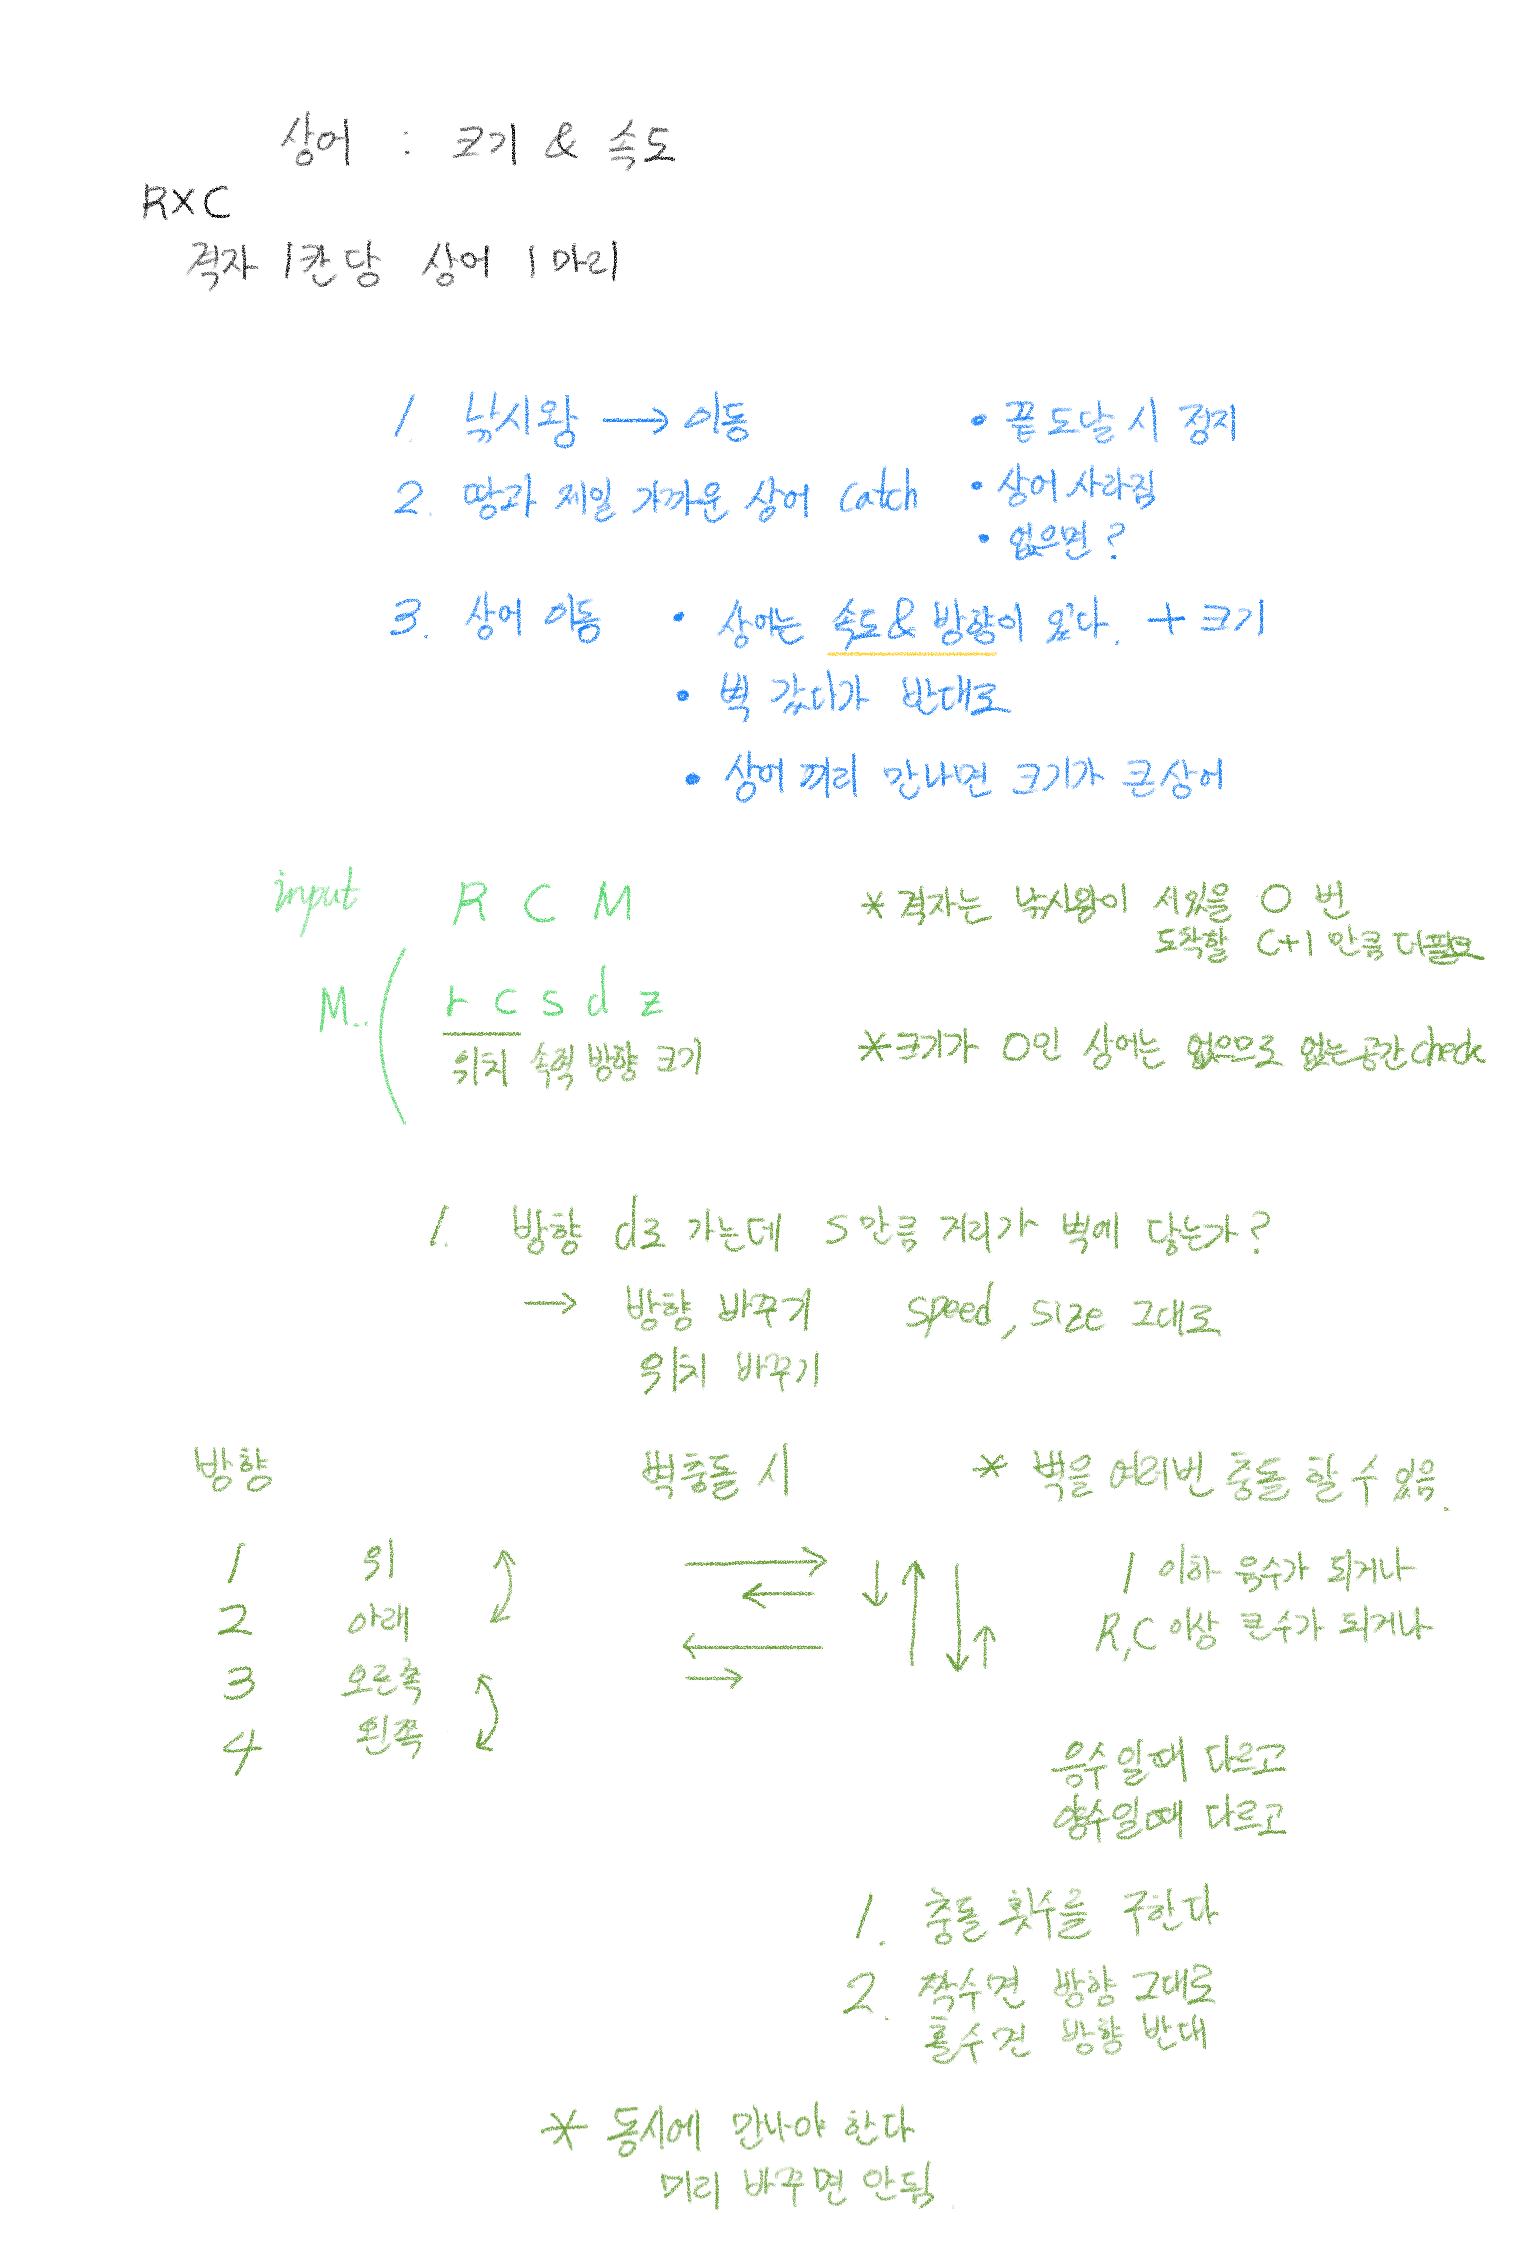 상어 : 크기 & 속도
R×C
격자 1칸당 상어 1마리
1. 낚시왕 → 이동 • 끝 도달 시 정지
2. 땅과 제일 가까운 상어 catch • 상어 사라짐
• 없으면?
3. 상어 이동 • 상어는 속도& 방향이 있다. + 크기
• 벽 갔다가 반대로
• 상어 끼리 만나면 크기가 큰 상어
input R C M * 격자는 낚시왕이 서있을 0 번
도착할 C+1 만큼 더 필요
M.. ( r c s d z
위치 속력 방향 크기 * 크기가 0인 상어는 없으므로 없는 공간 check
1. 방향 d로 가는데 s만큼 거리가 벽에 닿는가?
→ 방향 바꾸기 speed, size 그대로
위치 바꾸기
방향 벽충돌 시 * 벽을 여러번 충돌 할 수 있음.
1 위 1 이하 음수가 되거나
2 아래 R,C 이상 큰 수가 되거나
3 오른쪽
4 왼쪽
음수일때 다르고
양수일때 다르고
1. 충돌 횟수를 구한다
2. 짝수면 방향 그대로
홀수면 방향 반대
* 동시에 만나야 한다
미리 바꾸면 안됨.